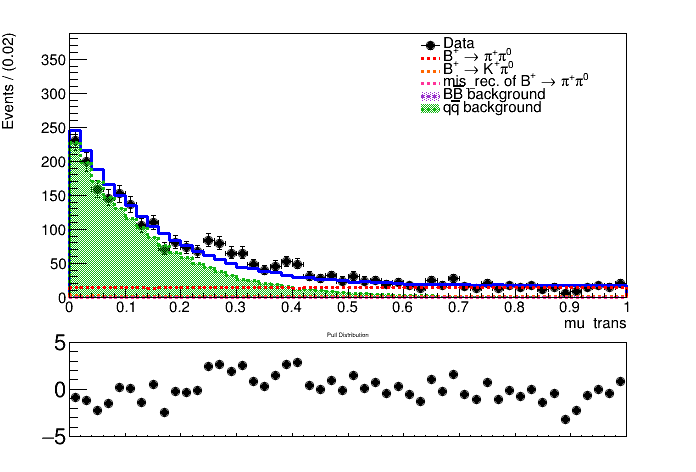 Events / (0.02)
350
300
250
200
150
100
50
0
Data
B⁺ → π⁺π⁰
B⁺ → K⁺π⁰
mis_rec. of B⁺ → π⁺π⁰
BB̅ background
qq̅ background
0 0.1 0.2 0.3 0.4 0.5 0.6 0.7 0.8 0.9 1
mu_trans
Pull Distribution
5
0
−5